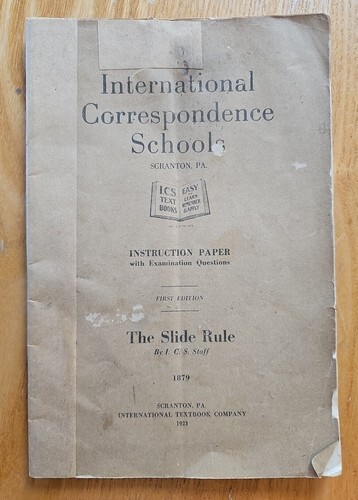 International
Correspondence
Schools
SCRANTON, PA.
I.C.S. EASY
TEXT TO LEARN
BOOKS REMEMBER
& APPLY
INSTRUCTION PAPER
with Examination Questions
FIRST EDITION
The Slide Rule
By I. C. S. Staff
1879
SCRANTON, PA.
INTERNATIONAL TEXTBOOK COMPANY
1923